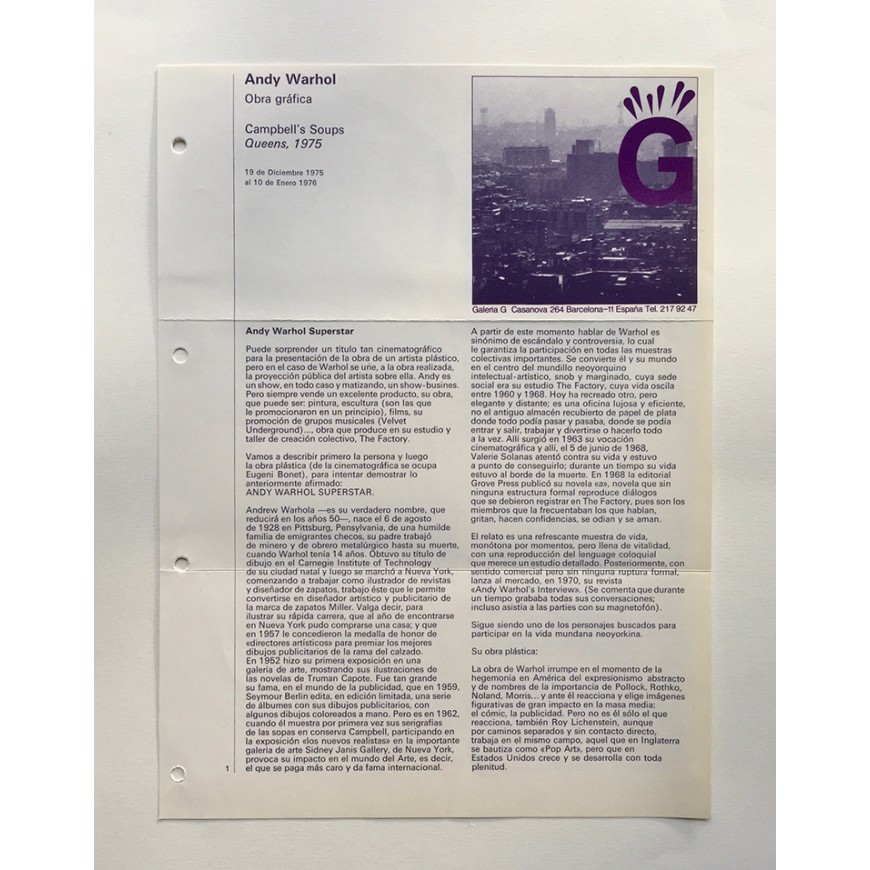 Andy Warhol
Obra gráfica
Campbell's Soups
Queens, 1975
19 de Diciembre 1975
al 10 de Enero 1976
G
Galeria G Casanova 264 Barcelona-11 España Tel. 217 92 47
Andy Warhol Superstar
Puede sorprender un titulo tan cinematográfico
para la presentación de la obra de un artista plástico,
pero en el caso de Warhol se une, a la obra realizada,
la proyección pública del artista sobre ella. Andy es
un show, en todo caso y matizando, un show-busines.
Pero siempre vende un excelente producto, su obra,
que puede ser: pintura, escultura (son las que
le promocionaron en un principio), films, su
promoción de grupos musicales (Velvet
Underground)..., obra que produce en su estudio y
taller de creación colectivo, The Factory.
Vamos a describir primero la persona y luego
la obra plástica (de la cinematográfica se ocupa
Eugeni Bonet), para intentar demostrar lo
anteriormente afirmado:
ANDY WARHOL SUPERSTAR.
Andrew Warhola —es su verdadero nombre, que
reducirá en los años 50—, nace el 6 de agosto
de 1928 en Pittsburg, Pensylvania, de una humilde
familia de emigrantes checos, su padre trabajó
de minero y de obrero metalúrgico hasta su muerte,
cuando Warhol tenía 14 años. Obtuvo su titulo de
dibujo en el Carnegie Institute of Technology
de su ciudad natal y luego se marchó a Nueva York,
comenzando a trabajar como ilustrador de revistas
y diseñador de zapatos, trabajo éste que le permite
convertirse en diseñador artístico y publicitario de
la marca de zapatos Miller. Valga decir, para
ilustrar su rápida carrera, que al año de encontrarse
en Nueva York pudo comprarse una casa; y que
en 1957 le concedieron la medalla de honor de
«directores artísticos» para premiar los mejores
dibujos publicitarios de la rama del calzado.
En 1952 hizo su primera exposición en una
galeria de arte, mostrando sus ilustraciones de
las novelas de Truman Capote. Fue tan grande
su fama, en el mundo de la publicidad, que en 1959,
Seymour Berlin edita, en edición limitada, una serie
de álbumes con sus dibujos publicitarios, con
algunos dibujos coloreados a mano. Pero es en 1962,
cuando él muestra por primera vez sus serigrafías
de las sopas en conserva Campbell, participando en
la exposición «los nuevos realistas» en la importante
galeria de arte Sidney Janis Gallery, de Nueva York,
provoca su impacto en el mundo del Arte, es decir,
el que se paga más caro y da fama internacional.
1
A partir de este momento hablar de Warhol es
sinónimo de escándalo y controversia, lo cual
le garantiza la participación en todas las muestras
colectivas importantes. Se convierte él y su mundo
en el centro del mundillo neoyorquino
intelectual-artístico, snob y marginado, cuya sede
social era su estudio The Factory, cuya vida oscila
entre 1960 y 1968. Hoy ha recreado otro, pero
elegante y distante; es una oficina lujosa y eficiente,
no el antiguo almacén recubierto de papel de plata
donde todo podia pasar y pasaba, donde se podia
entrar y salir, trabajar y divertirse o hacerlo todo
a la vez. Allí surgió en 1963 su vocación
cinematográfica y allí, el 5 de junio de 1968,
Valerie Solanas atentó contra su vida y estuvo
a punto de conseguirlo; durante un tiempo su vida
estuvo al borde de la muerte. En 1968 la editorial
Grove Press publicó su novela «a», novela que sin
ninguna estructura formal reproduce diálogos
que se debieron registrar en The Factory, pues son los
miembros que la frecuentaban los que hablan,
gritan, hacen confidencias, se odian y se aman.
El relato es una refrescante muestra de vida,
monótona por momentos, pero llena de vitalidad,
con una reproducción del lenguage coloquial
que merece un estudio detallado. Posteriormente, con
sentido comercial pero sin ninguna ruptura formal,
lanza al mercado, en 1970, su revista
«Andy Warhol's Interview». (Se comenta que durante
un tiempo grababa todas sus conversaciones;
incluso asistía a las parties con su magnetofón).
Sigue siendo uno de los personajes buscados para
participar en la vida mundana neoyorkina.
Su obra plástica:
La obra de Warhol irrumpe en el momento de la
hegemonia en América del expresionismo abstracto
y de nombres de la importancia de Pollock, Rothko,
Noland, Morris... y ante él reacciona y elige imágenes
figurativas de gran impacto en la masa media:
el cómic, la publicidad. Pero no es él sólo el que
reacciona, también Roy Lichenstein, aunque
por caminos separados y sin contacto directo,
trabaja en el mismo campo, aquel que en Inglaterra
se bautiza como «Pop Art», pero que en
Estados Unidos crece y se desarrolla con toda
plenitud.